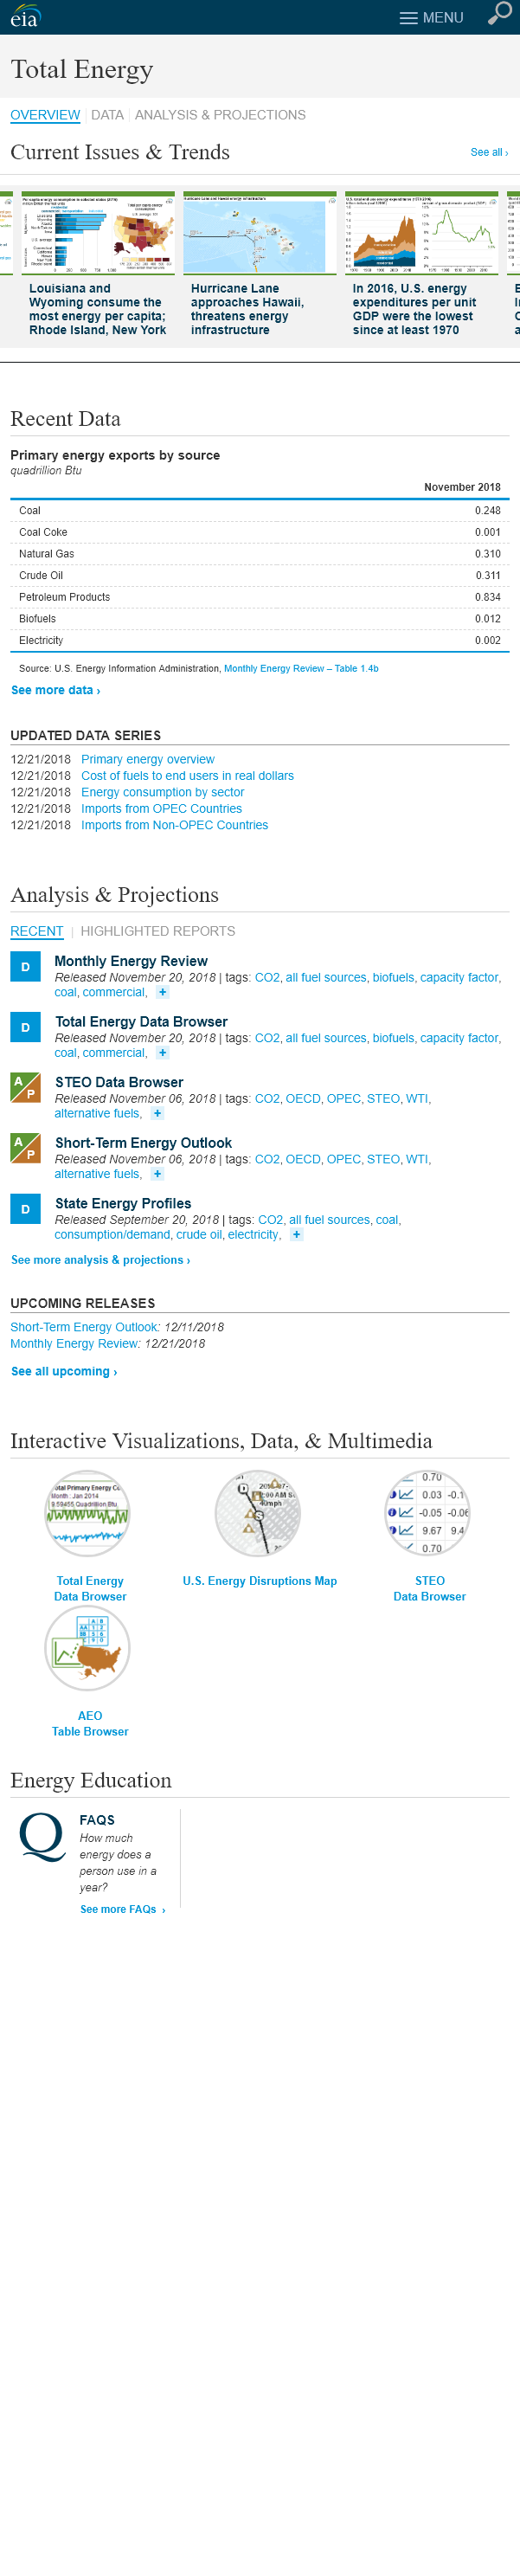 eia
MENU
Total Energy
OVERVIEW | DATA | ANALYSIS & PROJECTIONS
Current Issues & Trends
See all ›
Louisiana and
Wyoming consume the
most energy per capita;
Rhode Island, New York
Hurricane Lane
approaches Hawaii,
threatens energy
infrastructure
In 2016, U.S. energy
expenditures per unit
GDP were the lowest
since at least 1970
Recent Data
Primary energy exports by source
quadrillion Btu
November 2018
Coal 0.248
Coal Coke 0.001
Natural Gas 0.310
Crude Oil 0.311
Petroleum Products 0.834
Biofuels 0.012
Electricity 0.002
Source: U.S. Energy Information Administration, Monthly Energy Review – Table 1.4b
See more data ›
UPDATED DATA SERIES
12/21/2018 Primary energy overview
12/21/2018 Cost of fuels to end users in real dollars
12/21/2018 Energy consumption by sector
12/21/2018 Imports from OPEC Countries
12/21/2018 Imports from Non-OPEC Countries
Analysis & Projections
RECENT | HIGHLIGHTED REPORTS
D
Monthly Energy Review
Released November 20, 2018 | tags: CO2, all fuel sources, biofuels, capacity factor,
coal, commercial, +
D
Total Energy Data Browser
Released November 20, 2018 | tags: CO2, all fuel sources, biofuels, capacity factor,
coal, commercial, +
A P
STEO Data Browser
Released November 06, 2018 | tags: CO2, OECD, OPEC, STEO, WTI,
alternative fuels, +
A P
Short-Term Energy Outlook
Released November 06, 2018 | tags: CO2, OECD, OPEC, STEO, WTI,
alternative fuels, +
D
State Energy Profiles
Released September 20, 2018 | tags: CO2, all fuel sources, coal,
consumption/demand, crude oil, electricity, +
See more analysis & projections ›
UPCOMING RELEASES
Short-Term Energy Outlook: 12/11/2018
Monthly Energy Review: 12/21/2018
See all upcoming ›
Interactive Visualizations, Data, & Multimedia
Total Energy
Data Browser
U.S. Energy Disruptions Map
STEO
Data Browser
AEO
Table Browser
Energy Education
Q
FAQS
How much
energy does a
person use in a
year?
See more FAQs ›